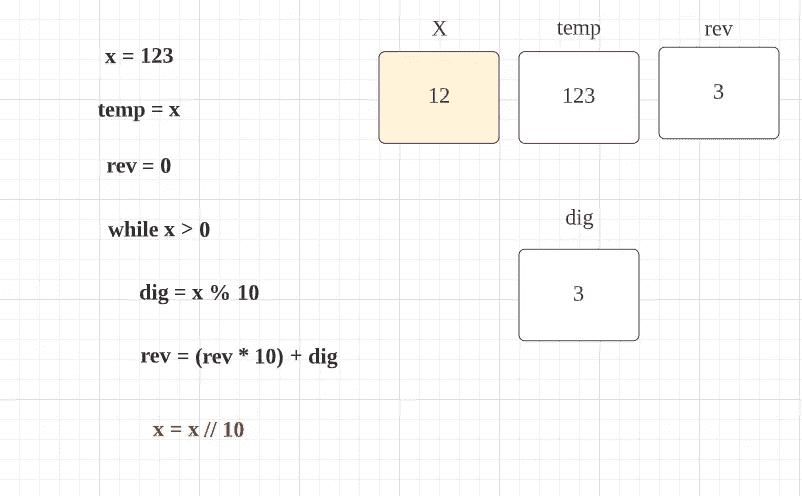 x = 123
temp = x
rev = 0
while x > 0
dig = x % 10
rev = (rev * 10) + dig
x = x // 10
X temp rev
12 123 3
dig
3